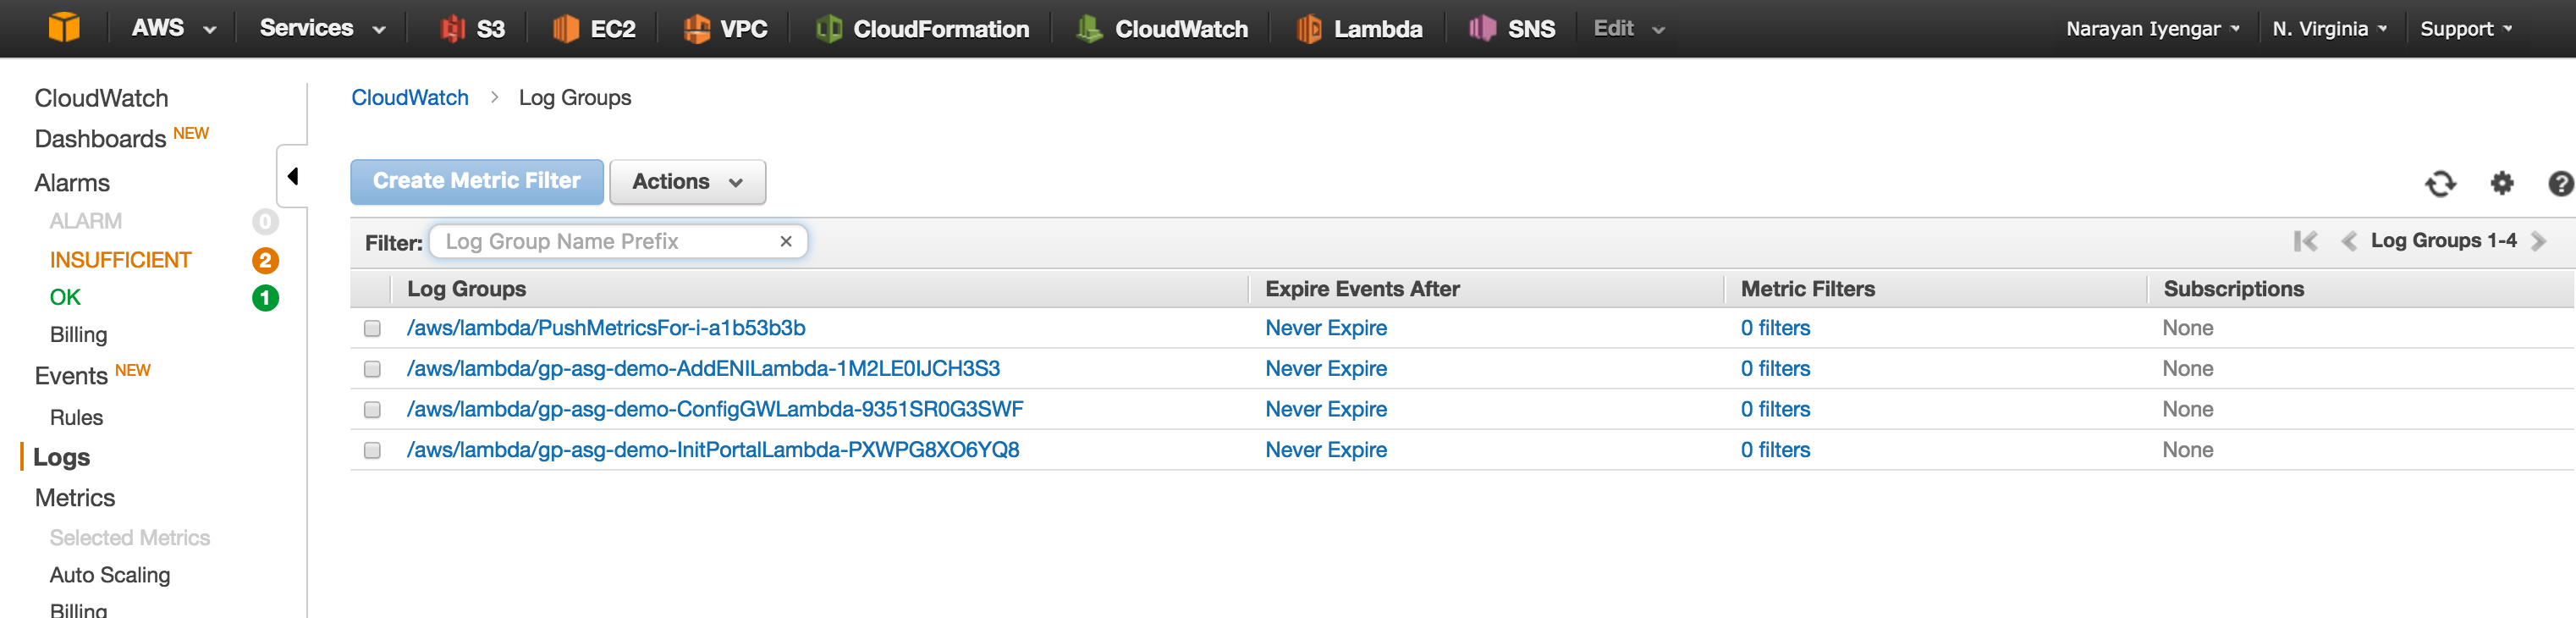 AWS Services S3 EC2 VPC CloudFormation CloudWatch Lambda SNS Edit Narayan Iyengar N. Virginia Support
CloudWatch
Dashboards NEW
Alarms
ALARM 0
INSUFFICIENT 2
OK 1
Billing
Events NEW
Rules
Logs
Metrics
Selected Metrics
Auto Scaling
Billing
CloudWatch > Log Groups
Create Metric Filter Actions
Filter: Log Group Name Prefix × Log Groups 1-4
Log Groups Expire Events After Metric Filters Subscriptions
/aws/lambda/PushMetricsFor-i-a1b53b3b Never Expire 0 filters None
/aws/lambda/gp-asg-demo-AddENILambda-1M2LE0IJCH3S3 Never Expire 0 filters None
/aws/lambda/gp-asg-demo-ConfigGWLambda-9351SR0G3SWF Never Expire 0 filters None
/aws/lambda/gp-asg-demo-InitPortalLambda-PXWPG8XO6YQ8 Never Expire 0 filters None